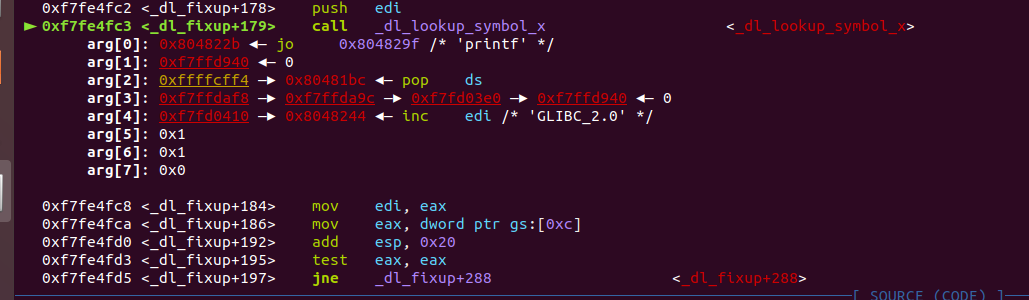 0xf7fe4fc2 <_dl_fixup+178> push edi
► 0xf7fe4fc3 <_dl_fixup+179> call _dl_lookup_symbol_x <_dl_lookup_symbol_x>
arg[0]: 0x804822b ◂— jo 0x804829f /* 'printf' */
arg[1]: 0xf7ffd940 ◂— 0
arg[2]: 0xffffcff4 —▸ 0x80481bc ◂— pop ds
arg[3]: 0xf7ffdaf8 —▸ 0xf7ffda9c —▸ 0xf7fd03e0 —▸ 0xf7ffd940 ◂— 0
arg[4]: 0xf7fd0410 —▸ 0x8048244 ◂— inc edi /* 'GLIBC_2.0' */
arg[5]: 0x1
arg[6]: 0x1
arg[7]: 0x0
0xf7fe4fc8 <_dl_fixup+184> mov edi, eax
0xf7fe4fca <_dl_fixup+186> mov eax, dword ptr gs:[0xc]
0xf7fe4fd0 <_dl_fixup+192> add esp, 0x20
0xf7fe4fd3 <_dl_fixup+195> test eax, eax
0xf7fe4fd5 <_dl_fixup+197> jne _dl_fixup+288 <_dl_fixup+288>
[ SOURCE (CODE) ]